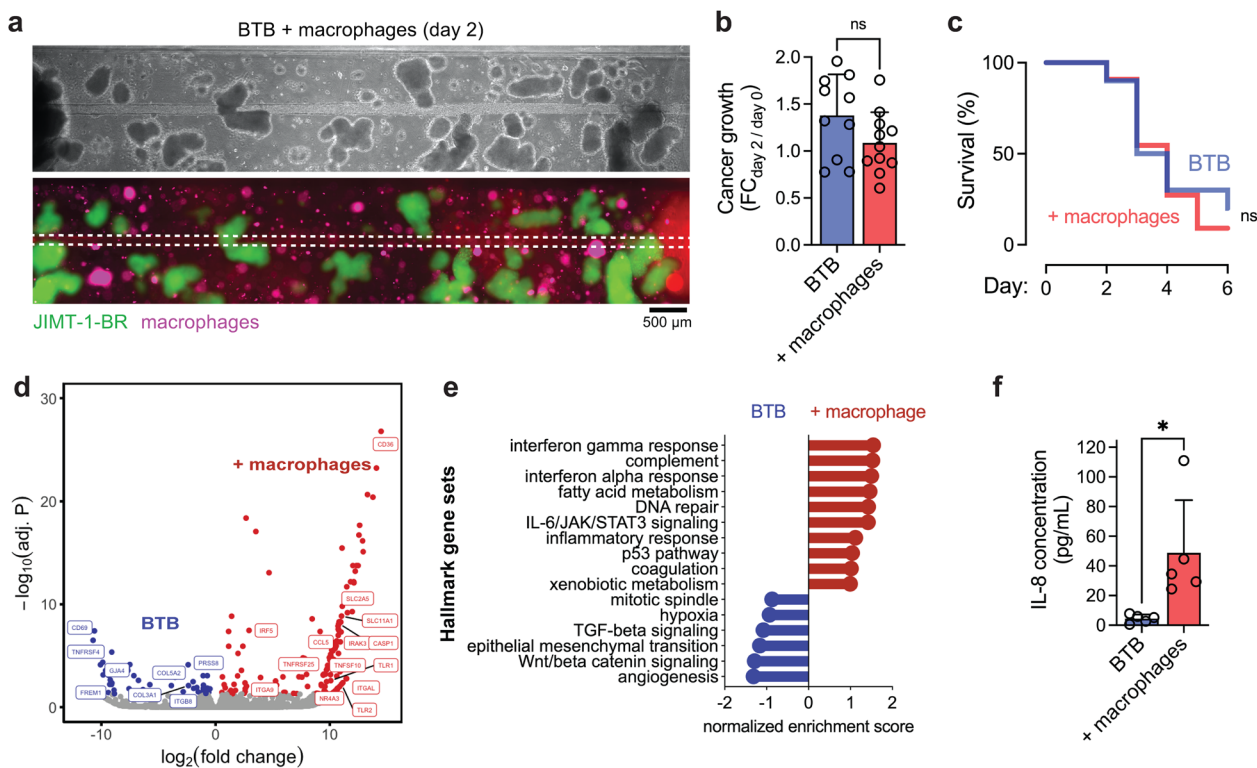 a
BTB + macrophages (day 2)
JIMT-1-BR macrophages
500 µm
b
ns
Cancer growth
(FC day 2 / day 0)
2.0
1.5
1.0
0.5
0.0
BTB
+ macrophages
c
Survival (%)
100
50
0
BTB
+ macrophages
ns
Day: 0 2 4 6
d
−log10(adj. P)
30
20
10
0
+ macrophages
BTB
CD36
SLC2A5
SLC11A1
IRF5
CCL5
IRAK3
CASP1
TNFRSF25
TNFSF10
TLR1
ITGA9
NR4A3
ITGAL
TLR2
CD69
TNFRSF4
GJA4
COL5A2
PRSS8
FREM1
COL3A1
ITGB8
-10 0 10
log2(fold change)
e
BTB + macrophage
Hallmark gene sets
interferon gamma response
complement
interferon alpha response
fatty acid metabolism
DNA repair
IL-6/JAK/STAT3 signaling
inflammatory response
p53 pathway
coagulation
xenobiotic metabolism
mitotic spindle
hypoxia
TGF-beta signaling
epithelial mesenchymal transition
Wnt/beta catenin signaling
angiogenesis
-2 -1 0 1 2
normalized enrichment score
f
*
IL-8 concentration
(pg/mL)
120
100
80
60
40
20
0
BTB
+ macrophages